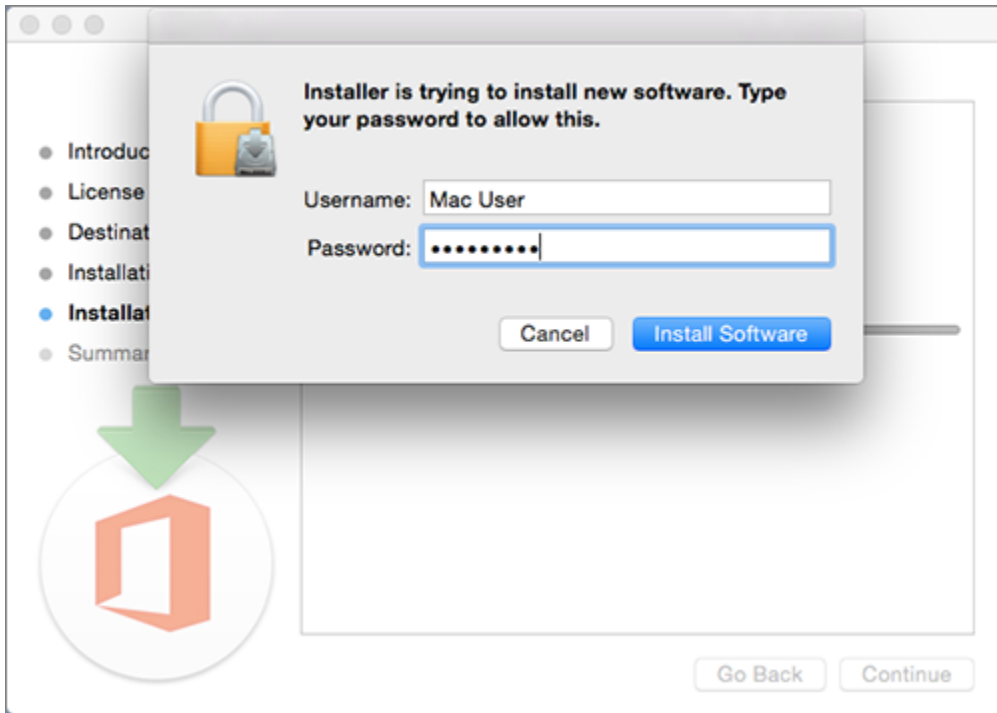 Installer is trying to install new software. Type
your password to allow this.
Username: Mac User
Password: •••••••••
Cancel Install Software
Introduc
License
Destinat
Installati
Installat
Summar
Go Back Continue